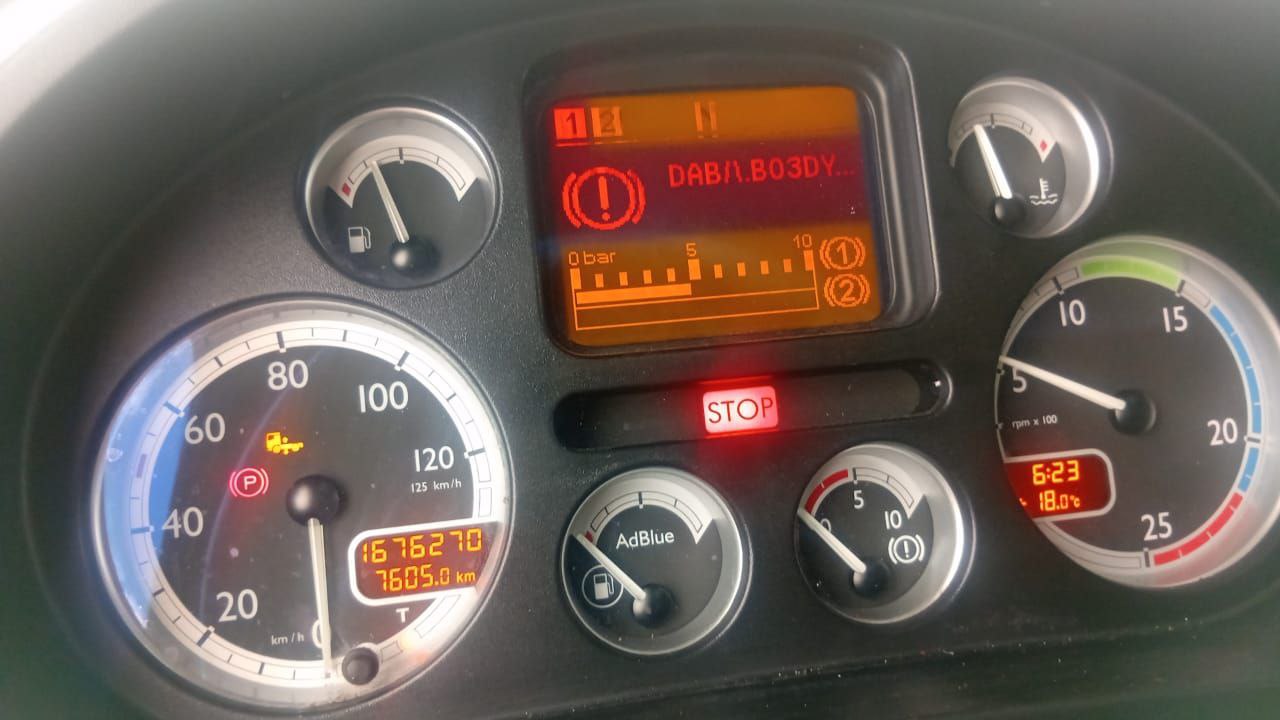 1 2 N
DAB/\.BO3DY...
0 bar 5 10
1
2
STOP
80
60 100
120
125 km/h
40
20
km/h 0
P
1676270
7605.0 km
T
AdBlue
0 5 10
10 15
5
rpm x 100
20
25
6:23
18.0°C